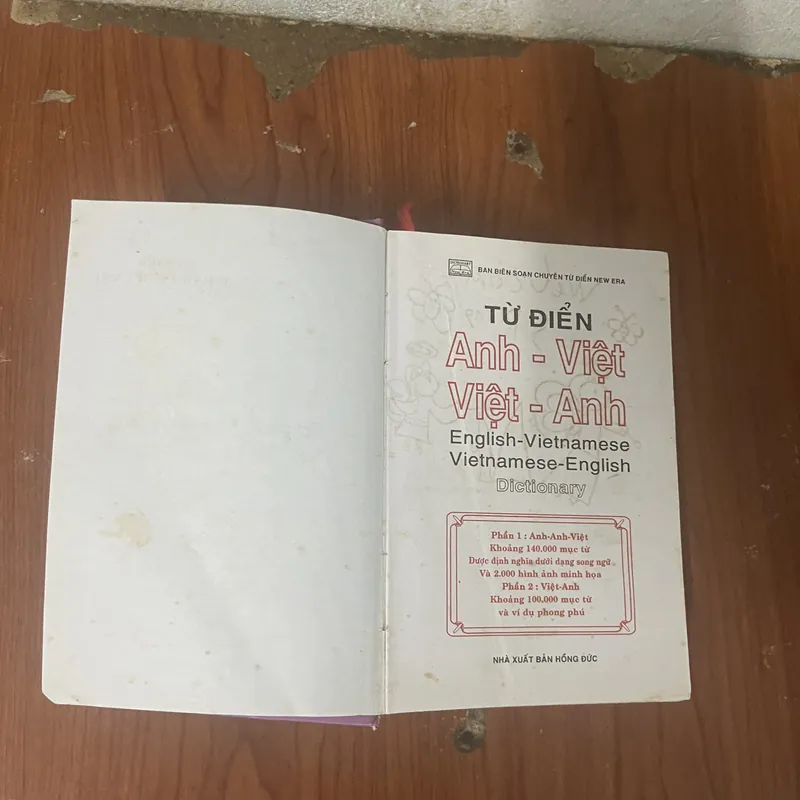 BAN BIÊN SOẠN CHUYÊN TỪ ĐIỂN NEW ERA
TỪ ĐIỂN
Anh - Việt
Việt - Anh
English-Vietnamese
Vietnamese-English
Dictionary
Phần 1 : Anh-Anh-Việt
Khoảng 140.000 mục từ
Được định nghĩa dưới dạng song ngữ
Và 2.000 hình ảnh minh họa
Phần 2 : Việt-Anh
Khoảng 100.000 mục từ
và ví dụ phong phú
NHÀ XUẤT BẢN HỒNG ĐỨC